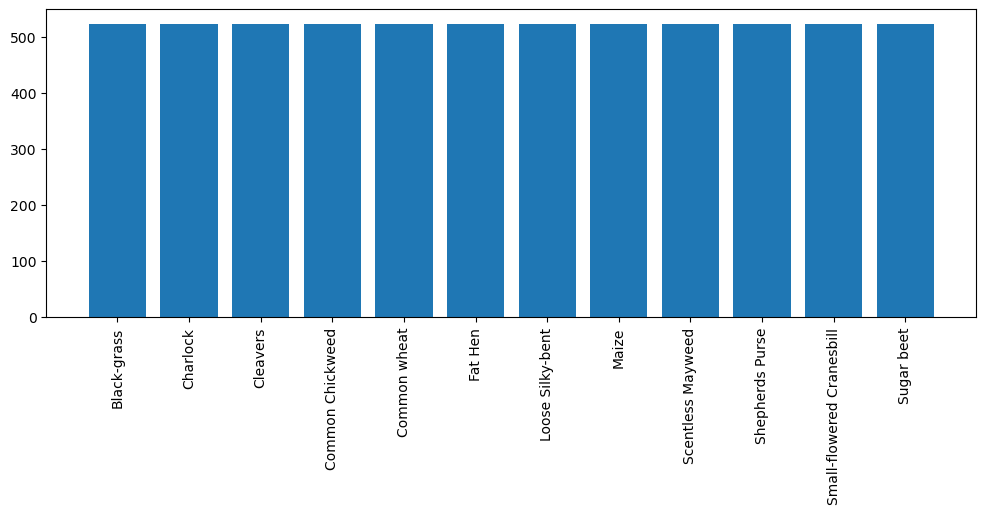 500
400
300
200
100
0
Black-grass
Charlock
Cleavers
Common Chickweed
Common wheat
Fat Hen
Loose Silky-bent
Maize
Scentless Mayweed
Shepherds Purse
Small-flowered Cranesbill
Sugar beet